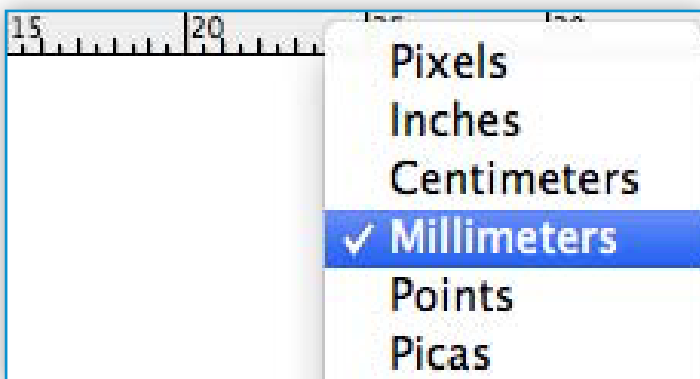 15 20
Pixels
Inches
Centimeters
✓ Millimeters
Points
Picas